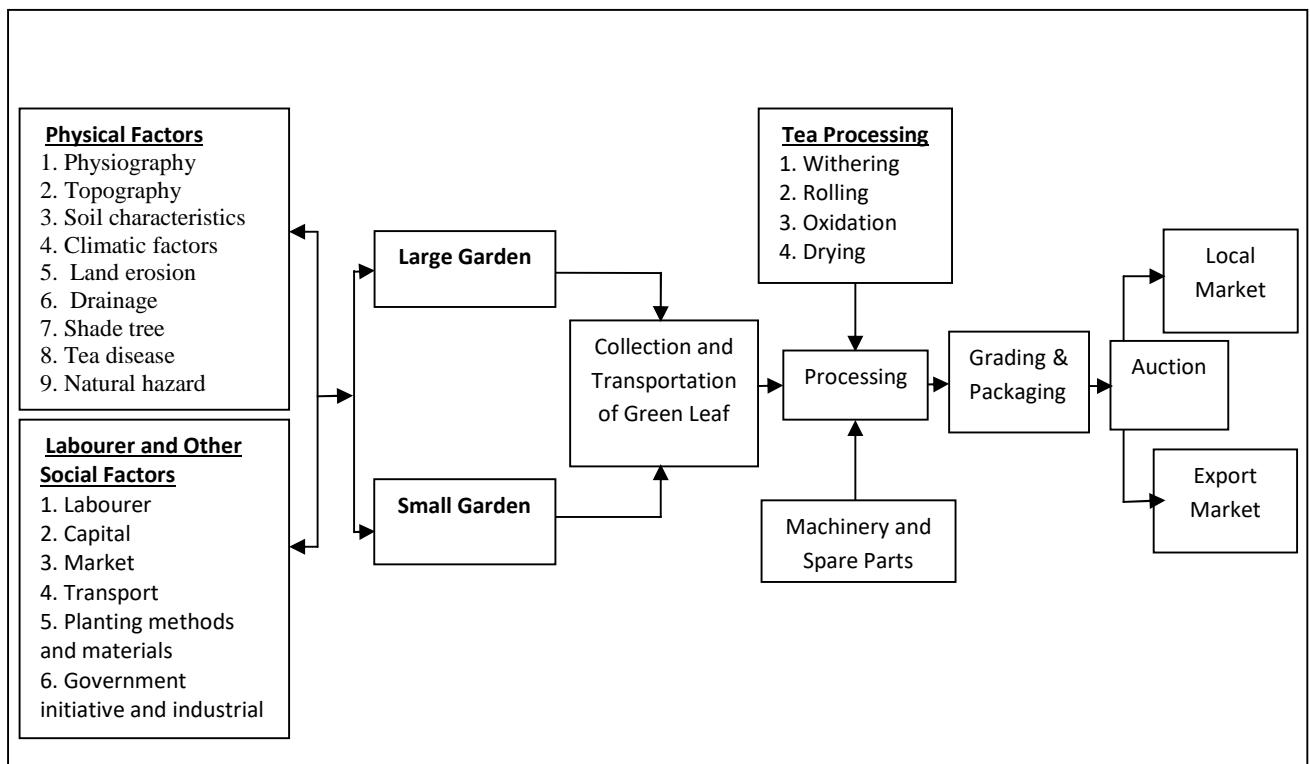 Physical Factors
1. Physiography
2. Topography
3. Soil characteristics
4. Climatic factors
5. Land erosion
6. Drainage
7. Shade tree
8. Tea disease
9. Natural hazard
Labourer and Other
Social Factors
1. Labourer
2. Capital
3. Market
4. Transport
5. Planting methods
and materials
6. Government
initiative and industrial
Large Garden
Small Garden
Collection and
Transportation
of Green Leaf
Tea Processing
1. Withering
2. Rolling
3. Oxidation
4. Drying
Processing
Machinery and
Spare Parts
Grading &
Packaging
Auction
Local
Market
Export
Market